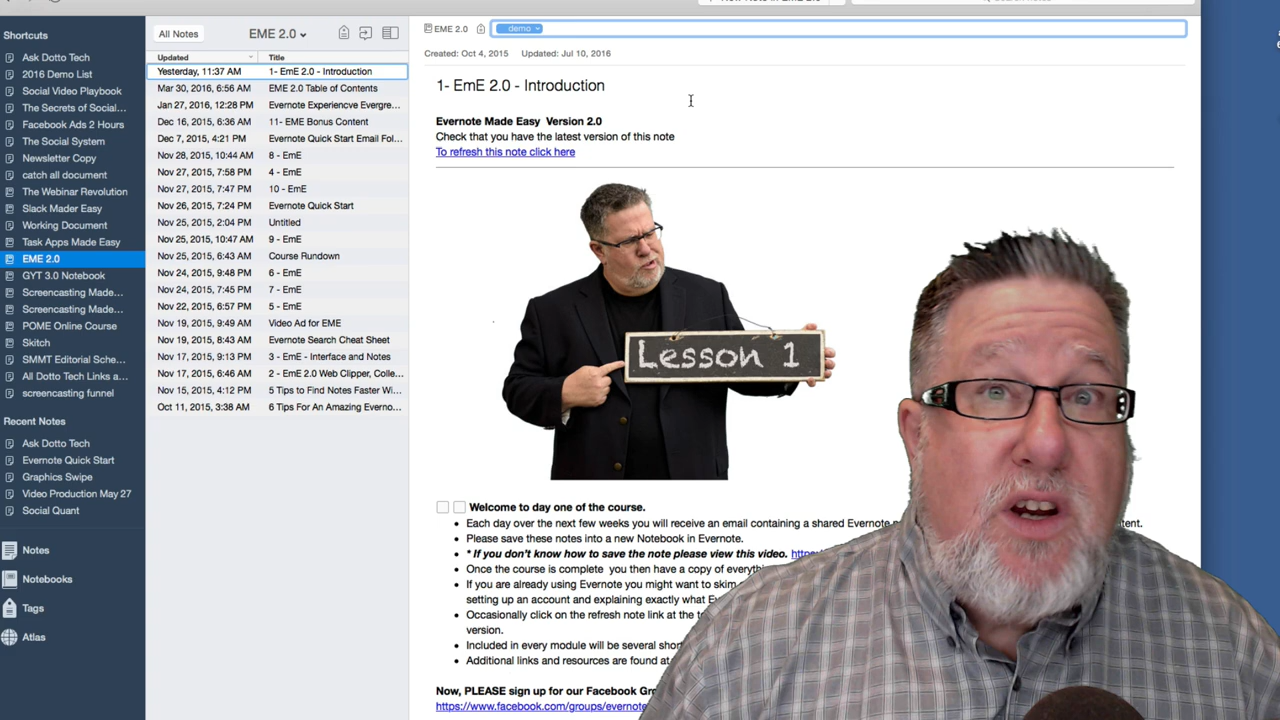 New Note in EME 2.0
Search notes
Shortcuts
Ask Dotto Tech
2016 Demo List
Social Video Playbook
The Secrets of Social...
Facebook Ads 2 Hours
The Social System
Newsletter Copy
catch all document
The Webinar Revolution
Slack Mader Easy
Working Document
Task Apps Made Easy
EME 2.0
GYT 3.0 Notebook
Screencasting Made...
Screencasting Made...
POME Online Course
Skitch
SMMT Editorial Sche...
All Dotto Tech Links a...
screencasting funnel
Recent Notes
Ask Dotto Tech
Evernote Quick Start
Graphics Swipe
Video Production May 27
Social Quant
Notes
Notebooks
Tags
Atlas
All Notes
EME 2.0
Updated Title
Yesterday, 11:37 AM 1- EmE 2.0 - Introduction
Mar 30, 2016, 6:56 AM EME 2.0 Table of Contents
Jan 27, 2016, 12:28 PM Evernote Experiencve Evergre...
Dec 16, 2015, 6:36 AM 11- EME Bonus Content
Dec 7, 2015, 4:21 PM Evernote Quick Start Email Fol...
Nov 28, 2015, 10:44 AM 8 - EmE
Nov 27, 2015, 7:58 PM 4 - EmE
Nov 27, 2015, 7:47 PM 10 - EmE
Nov 26, 2015, 7:24 PM Evernote Quick Start
Nov 25, 2015, 2:04 PM Untitled
Nov 25, 2015, 10:47 AM 9 - EmE
Nov 25, 2015, 6:43 AM Course Rundown
Nov 24, 2015, 9:48 PM 6 - EmE
Nov 24, 2015, 7:45 PM 7 - EmE
Nov 22, 2015, 6:57 PM 5 - EmE
Nov 19, 2015, 9:49 AM Video Ad for EME
Nov 19, 2015, 8:43 AM Evernote Search Cheat Sheet
Nov 17, 2015, 9:13 PM 3 - EmE - Interface and Notes
Nov 17, 2015, 6:46 AM 2 - EmE 2.0 Web Clipper, Colle...
Nov 15, 2015, 4:12 PM 5 Tips to Find Notes Faster Wi...
Oct 11, 2015, 3:38 AM 6 Tips For An Amazing Everno...
EME 2.0 demo
Created: Oct 4, 2015 Updated: Jul 10, 2016
1- EmE 2.0 - Introduction
Evernote Made Easy Version 2.0
Check that you have the latest version of this note
To refresh this note click here
Lesson 1
Welcome to day one of the course.
Each day over the next few weeks you will receive an email containing a shared Evernote
Please save these notes into a new Notebook in Evernote.
* If you don't know how to save the note please view this video.
Once the course is complete you then have a copy of
If you are already using Evernote you might want to skim
setting up an account and explaining exactly what
Occasionally click on the refresh note link at the
version.
Included in every module will be several
Additional links and resources are found at
Now, PLEASE sign up for our Facebook
https://www.facebook.com/groups/evernote